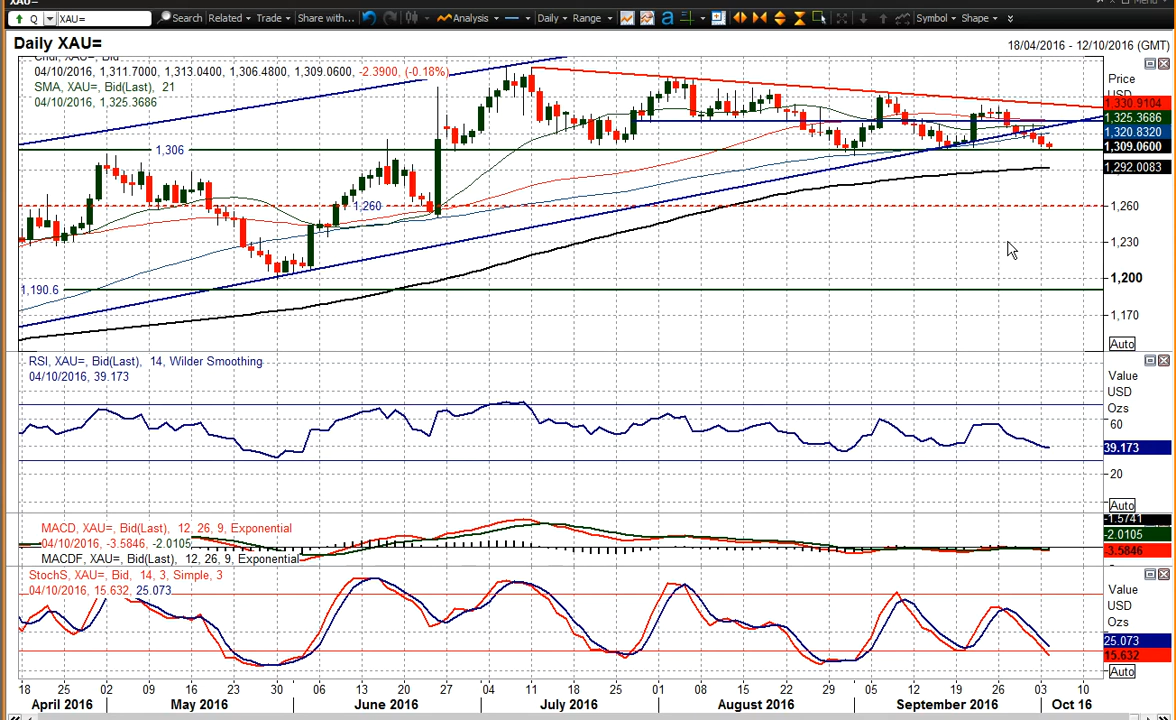 XAU=
Menu
Q XAU= Search Related Trade Share with... Analysis Daily Range Symbol Shape
Daily XAU=
18/04/2016 - 12/10/2016 (GMT)
04/10/2016, 1,311.7000, 1,313.0400, 1,306.4800, 1,309.0600, -2.3900, (-0.18%)
SMA, XAU=, Bid(Last), 21
04/10/2016, 1,325.3686
1,306
1,260
1,190.6
Price
USD
1,330.9104
1,325.3686
1,320.8320
1,309.0600
1,292.0083
1,260
1,230
1,200
1,170
Auto
RSI, XAU=, Bid(Last), 14, Wilder Smoothing
04/10/2016, 39.173
Value
USD
Ozs
60
39.173
20
Auto
MACD, XAU=, Bid(Last), 12, 26, 9, Exponential
04/10/2016, -3.5846, -2.0105
MACDF, XAU=, Bid(Last), 12, 26, 9, Exponential
-1.5741
-2.0105
-3.5846
StochS, XAU=, Bid, 14, 3, Simple, 3
04/10/2016, 15.632, 25.073
Value
USD
Ozs
25.073
15.632
Auto
18 25 02 09 16 23 30 06 13 20 27 04 11 18 25 01 08 15 22 29 05 12 19 26 03 10
April 2016 May 2016 June 2016 July 2016 August 2016 September 2016 Oct 16